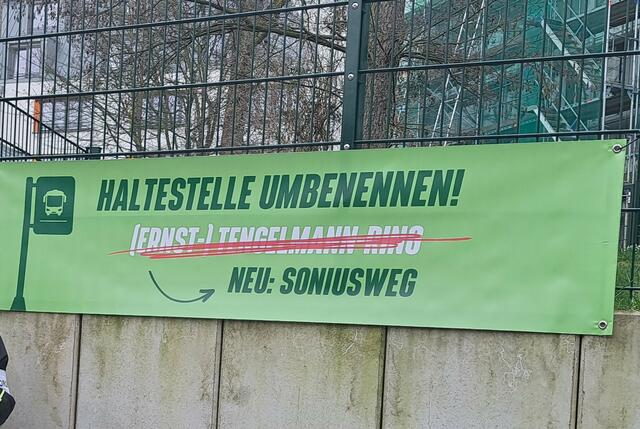 HALTESTELLE UMBENENNEN!
(ERNST-) TENGELMANN-RING
NEU: SONIUSWEG